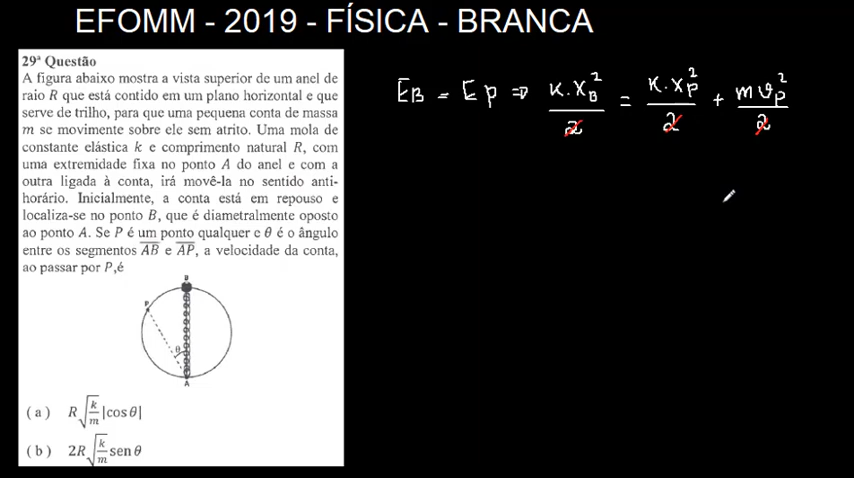 EFOMM - 2019 - FÍSICA - BRANCA
29ª Questão
A figura abaixo mostra a vista superior de um anel de
raio R que está contido em um plano horizontal e que
serve de trilho, para que uma pequena conta de massa
m se movimente sobre ele sem atrito. Uma mola de
constante elástica k e comprimento natural R, com
uma extremidade fixa no ponto A do anel e com a
outra ligada à conta, irá movê-la no sentido anti-
horário. Inicialmente, a conta está em repouso e
localiza-se no ponto B, que é diametralmente oposto
ao ponto A. Se P é um ponto qualquer e θ é o ângulo
entre os segmentos A̅B̅ e A̅P̅, a velocidade da conta,
ao passar por P,é
B
P
θ
A
(a) R√(k/m)|cos θ|
(b) 2R√(k/m) sen θ
E_B = E_P ⇒ K·X_B²/2 = K·X_P²/2 + mϑ_P²/2